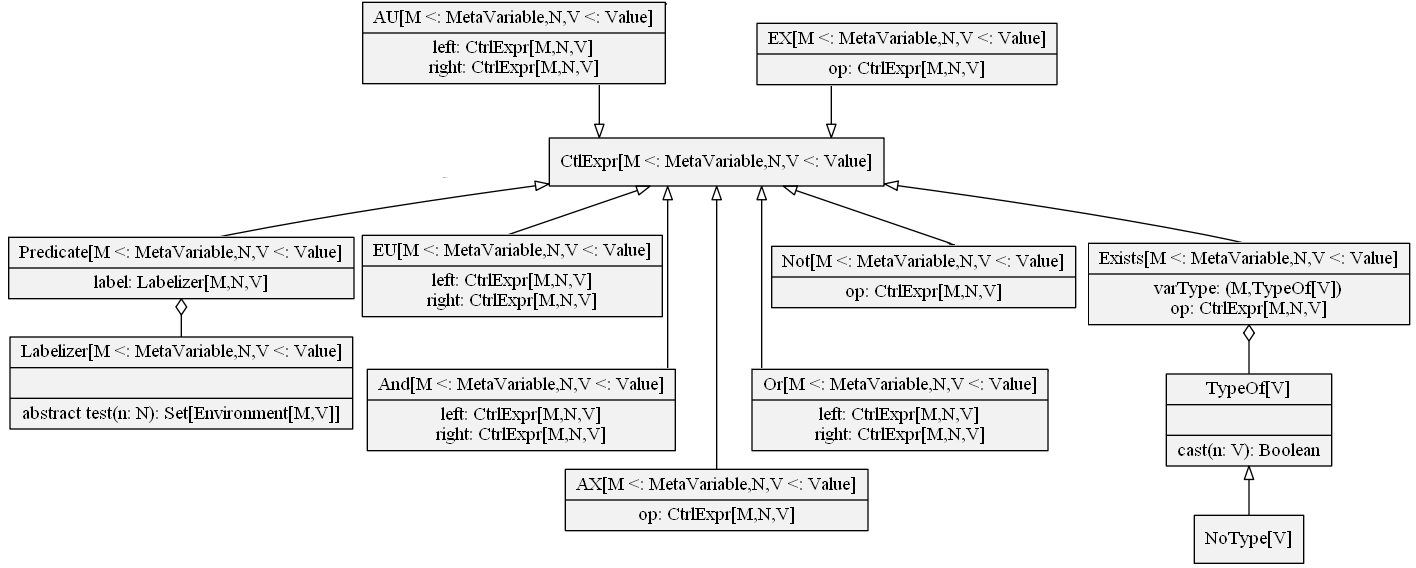 AU[M <: MetaVariable,N,V <: Value]
left: CtrlExpr[M,N,V]
right: CtrlExpr[M,N,V]
EX[M <: MetaVariable,N,V <: Value]
op: CtrlExpr[M,N,V]
CtlExpr[M <: MetaVariable,N,V <: Value]
Predicate[M <: MetaVariable,N,V <: Value]
label: Labelizer[M,N,V]
EU[M <: MetaVariable,N,V <: Value]
left: CtrlExpr[M,N,V]
right: CtrlExpr[M,N,V]
Not[M <: MetaVariable,N,V <: Value]
op: CtrlExpr[M,N,V]
Exists[M <: MetaVariable,N,V <: Value]
varType: (M,TypeOf[V])
op: CtrlExpr[M,N,V]
Labelizer[M <: MetaVariable,N,V <: Value]
abstract test(n: N): Set[Environment[M,V]]
And[M <: MetaVariable,N,V <: Value]
left: CtrlExpr[M,N,V]
right: CtrlExpr[M,N,V]
Or[M <: MetaVariable,N,V <: Value]
left: CtrlExpr[M,N,V]
right: CtrlExpr[M,N,V]
TypeOf[V]
cast(n: V): Boolean
AX[M <: MetaVariable,N,V <: Value]
op: CtrlExpr[M,N,V]
NoType[V]